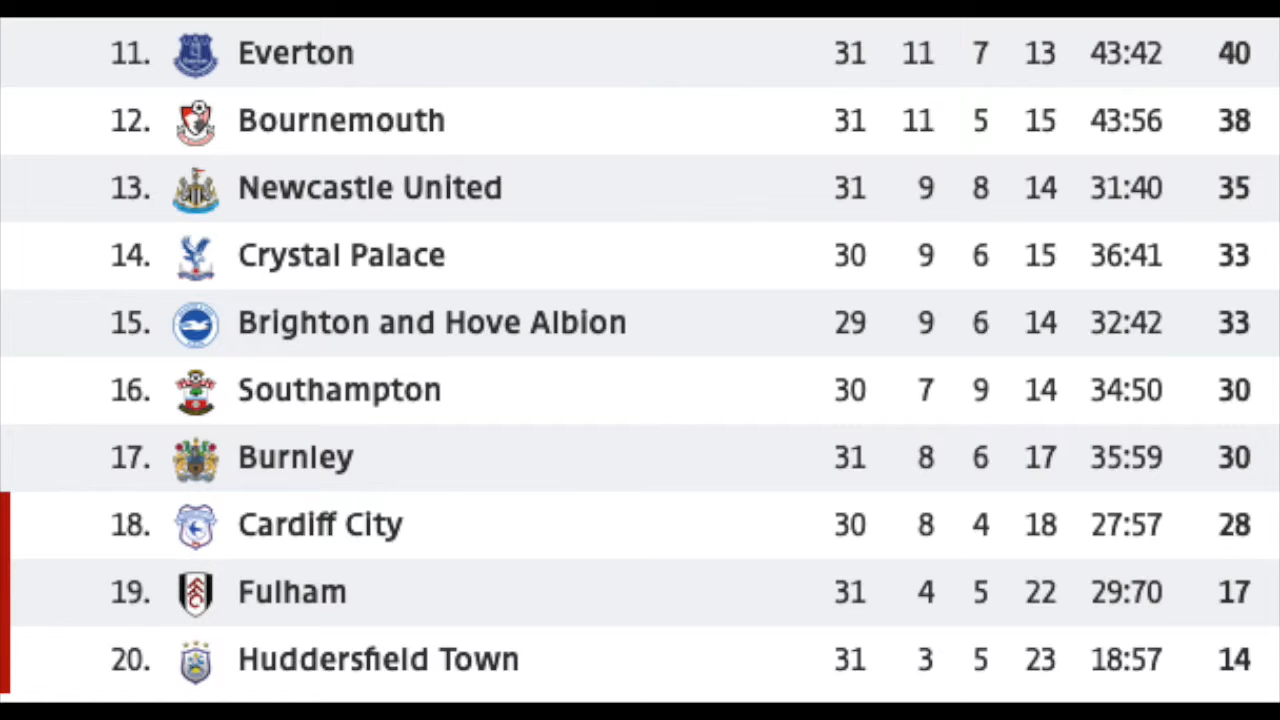 11. Everton 31 11 7 13 43:42 40
12. Bournemouth 31 11 5 15 43:56 38
13. Newcastle United 31 9 8 14 31:40 35
14. Crystal Palace 30 9 6 15 36:41 33
15. Brighton and Hove Albion 29 9 6 14 32:42 33
16. Southampton 30 7 9 14 34:50 30
17. Burnley 31 8 6 17 35:59 30
18. Cardiff City 30 8 4 18 27:57 28
19. Fulham 31 4 5 22 29:70 17
20. Huddersfield Town 31 3 5 23 18:57 14